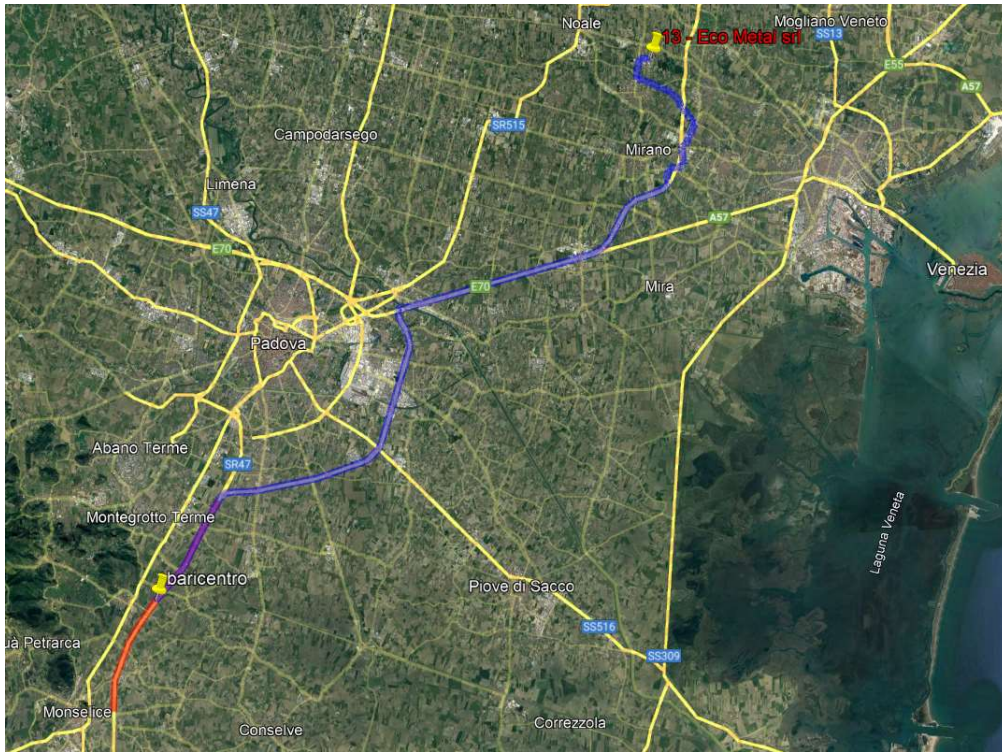 Noale
Mogliano Veneto
SS13
13 - Eco Metal srl
E55
A57
Campodarsego
SR515
Mirano
Limena
SS47
E70
A57
Venezia
E70
Mira
Padova
Abano Terme
SR47
Montegrotto Terme
Laguna Veneta
baricentro
Piove di Sacco
SS516
uà Petrarca
SS309
Monselice
Conselve
Correzzola